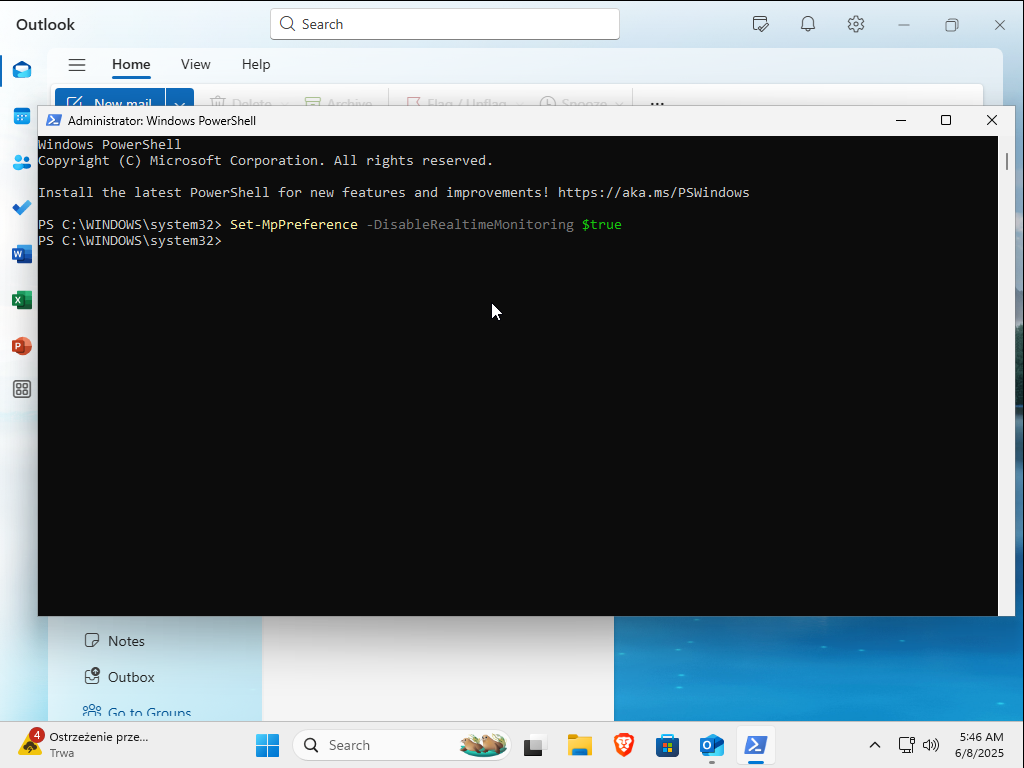 Outlook
Search
Home
View
Help
New mail
Delete
Archive
Flag / Unflag
Snooze
Administrator: Windows PowerShell
Windows PowerShell
Copyright (C) Microsoft Corporation. All rights reserved.
Install the latest PowerShell for new features and improvements! https://aka.ms/PSWindows
PS C:\WINDOWS\system32> Set-MpPreference -DisableRealtimeMonitoring $true
PS C:\WINDOWS\system32>
Notes
Outbox
Go to Groups
4
Ostrzeżenie prze...
Trwa
Search
5:46 AM
6/8/2025